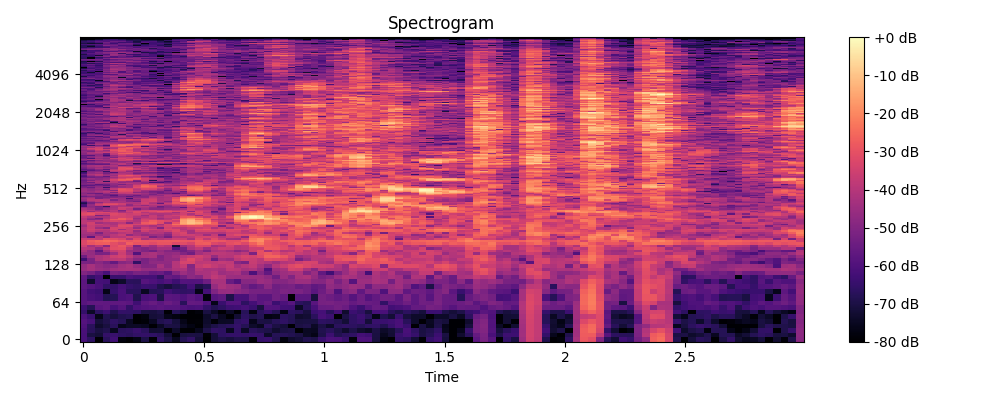 Spectrogram
Hz
4096
2048
1024
512
256
128
64
0
0
0.5
1
1.5
2
2.5
Time
+0 dB
-10 dB
-20 dB
-30 dB
-40 dB
-50 dB
-60 dB
-70 dB
-80 dB